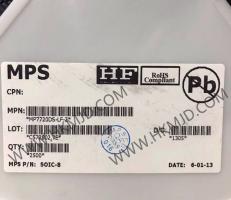 MPS
HF
RoHS
Compliant
Pb
CPN:
MPN:
*MP7720DS-LF-Z*
LOT:
D/C:
*1305*
QTY:
*2500*
MPS P/N: SOIC-8
DATE: 6-01-13
WWW.HKMJD.COM